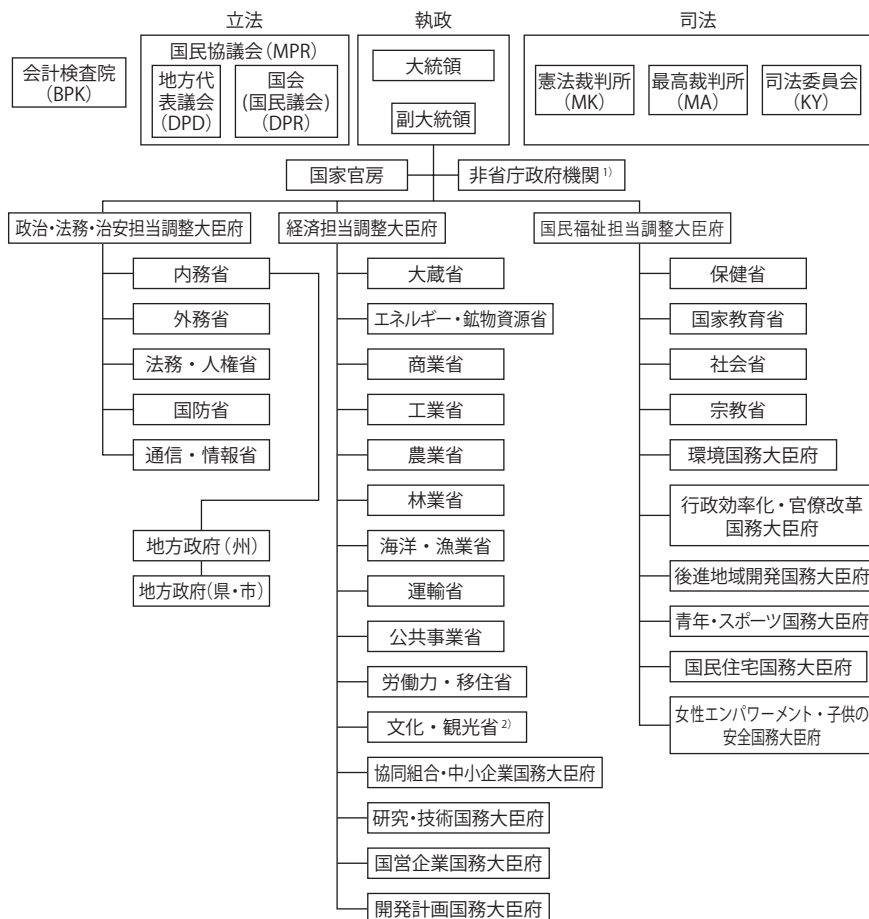 立法
執政
司法
会計検査院
(BPK)
国民協議会(MPR)
地方代
表議会
(DPD)
国会
(国民議会)
(DPR)
大統領
副大統領
憲法裁判所
(MK)
最高裁判所
(MA)
司法委員会
(KY)
国家官房
非省庁政府機関1)
政治・法務・治安担当調整大臣府
経済担当調整大臣府
国民福祉担当調整大臣府
内務省
外務省
法務・人権省
国防省
通信・情報省
地方政府(州)
地方政府(県・市)
大蔵省
エネルギー・鉱物資源省
商業省
工業省
農業省
林業省
海洋・漁業省
運輸省
公共事業省
労働力・移住省
文化・観光省2)
協同組合・中小企業国務大臣府
研究・技術国務大臣府
国営企業国務大臣府
開発計画国務大臣府
保健省
国家教育省
社会省
宗教省
環境国務大臣府
行政効率化・官僚改革
国務大臣府
後進地域開発国務大臣府
青年・スポーツ国務大臣府
国民住宅国務大臣府
女性エンパワーメント・子供の
安全国務大臣府